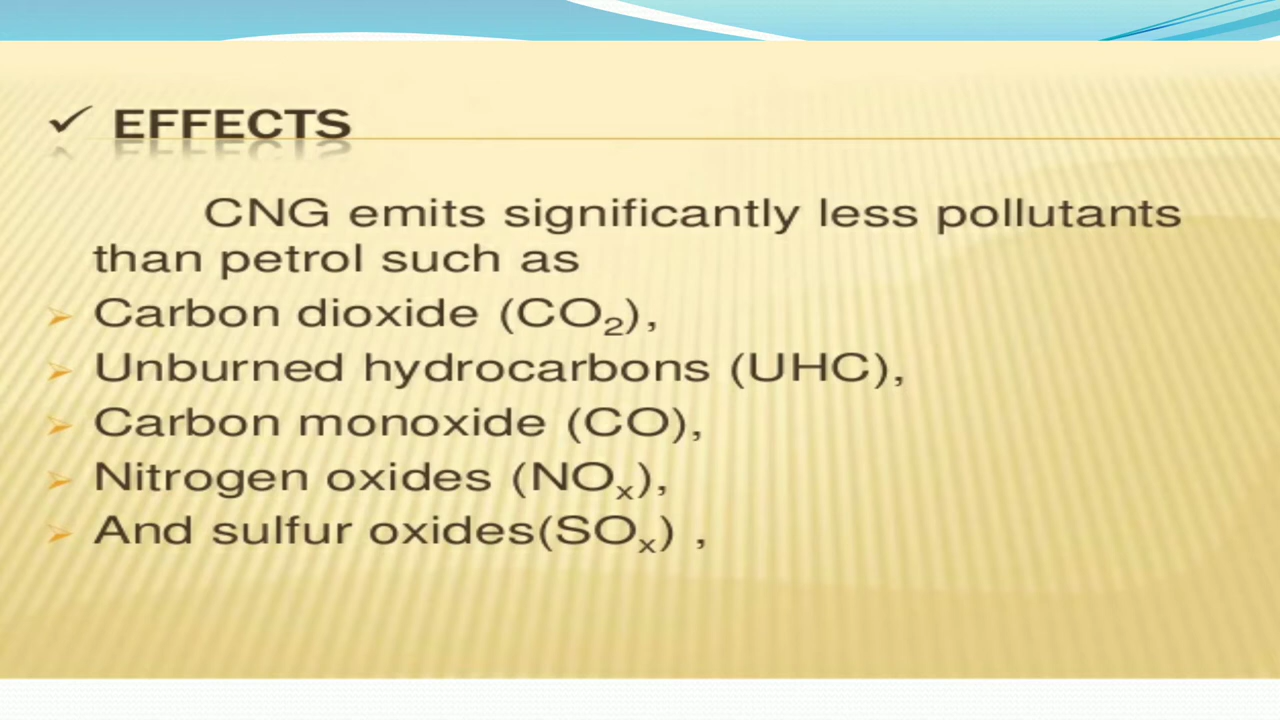 ✓ EFFECTS
CNG emits significantly less pollutants
than petrol such as
➢ Carbon dioxide (CO₂),
➢ Unburned hydrocarbons (UHC),
➢ Carbon monoxide (CO),
➢ Nitrogen oxides (NOₓ),
➢ And sulfur oxides(SOₓ) ,